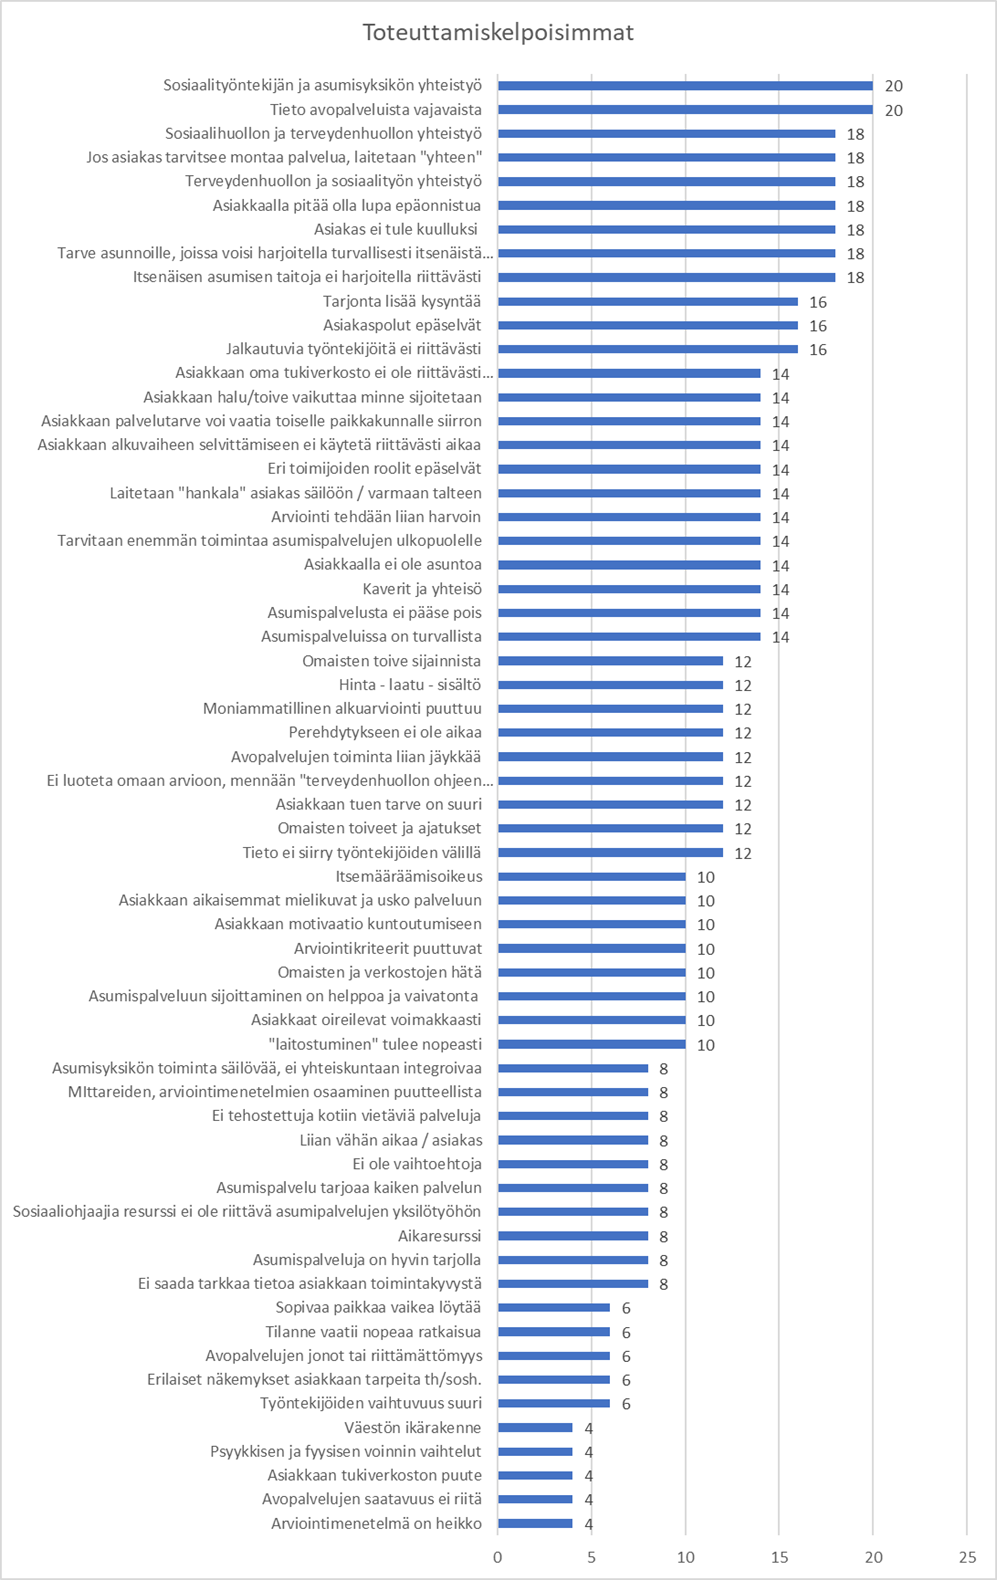 Toteuttamiskelpoisimmat
Sosiaalityöntekijän ja asumisyksikön yhteistyö 20
Tieto avopalveluista vajavaista 20
Sosiaalihuollon ja terveydenhuollon yhteistyö 18
Jos asiakas tarvitsee montaa palvelua, laitetaan "yhteen" 18
Terveydenhuollon ja sosiaalityön yhteistyö 18
Asiakkaalla pitää olla lupa epäonnistua 18
Asiakas ei tule kuulluksi 18
Tarve asunnoille, joissa voisi harjoitella turvallisesti itsenäistä… 18
Itsenäisen asumisen taitoja ei harjoitella riittävästi 18
Tarjonta lisää kysyntää 16
Asiakaspolut epäselvät 16
Jalkautuvia työntekijöitä ei riittävästi 16
Asiakkaan oma tukiverkosto ei ole riittävästi… 14
Asiakkaan halu/toive vaikuttaa minne sijoitetaan 14
Asiakkaan palvelutarve voi vaatia toiselle paikkakunnalle siirron 14
Asiakkaan alkuvaiheen selvittämiseen ei käytetä riittävästi aikaa 14
Eri toimijoiden roolit epäselvät 14
Laitetaan "hankala" asiakas säilöön / varmaan talteen 14
Arviointi tehdään liian harvoin 14
Tarvitaan enemmän toimintaa asumispalvelujen ulkopuolelle 14
Asiakkaalla ei ole asuntoa 14
Kaverit ja yhteisö 14
Asumispalvelusta ei pääse pois 14
Asumispalveluissa on turvallista 14
Omaisten toive sijainnista 12
Hinta - laatu - sisältö 12
Moniammatillinen alkuarviointi puuttuu 12
Perehdytykseen ei ole aikaa 12
Avopalvelujen toiminta liian jäykkää 12
Ei luoteta omaan arvioon, mennään "terveydenhuollon ohjeen… 12
Asiakkaan tuen tarve on suuri 12
Omaisten toiveet ja ajatukset 12
Tieto ei siirry työntekijöiden välillä 12
Itsemääräämisoikeus 10
Asiakkaan aikaisemmat mielikuvat ja usko palveluun 10
Asiakkaan motivaatio kuntoutumiseen 10
Arviointikriteerit puuttuvat 10
Omaisten ja verkostojen hätä 10
Asumispalveluun sijoittaminen on helppoa ja vaivatonta 10
Asiakkaat oireilevat voimakkaasti 10
"laitostuminen" tulee nopeasti 10
Asumisyksikön toiminta säilövää, ei yhteiskuntaan integroivaa 8
MIttareiden, arviointimenetelmien osaaminen puutteellista 8
Ei tehostettuja kotiin vietäviä palveluja 8
Liian vähän aikaa / asiakas 8
Ei ole vaihtoehtoja 8
Asumispalvelu tarjoaa kaiken palvelun 8
Sosiaaliohjaajia resurssi ei ole riittävä asumipalvelujen yksilötyöhön 8
Aikaresurssi 8
Asumispalveluja on hyvin tarjolla 8
Ei saada tarkkaa tietoa asiakkaan toimintakyvystä 8
Sopivaa paikkaa vaikea löytää 6
Tilanne vaatii nopeaa ratkaisua 6
Avopalvelujen jonot tai riittämättömyys 6
Erilaiset näkemykset asiakkaan tarpeita th/sosh. 6
Työntekijöiden vaihtuvuus suuri 6
Väestön ikärakenne 4
Psyykkisen ja fyysisen voinnin vaihtelut 4
Asiakkaan tukiverkoston puute 4
Avopalvelujen saatavuus ei riitä 4
Arviointimenetelmä on heikko 4
0 5 10 15 20 25